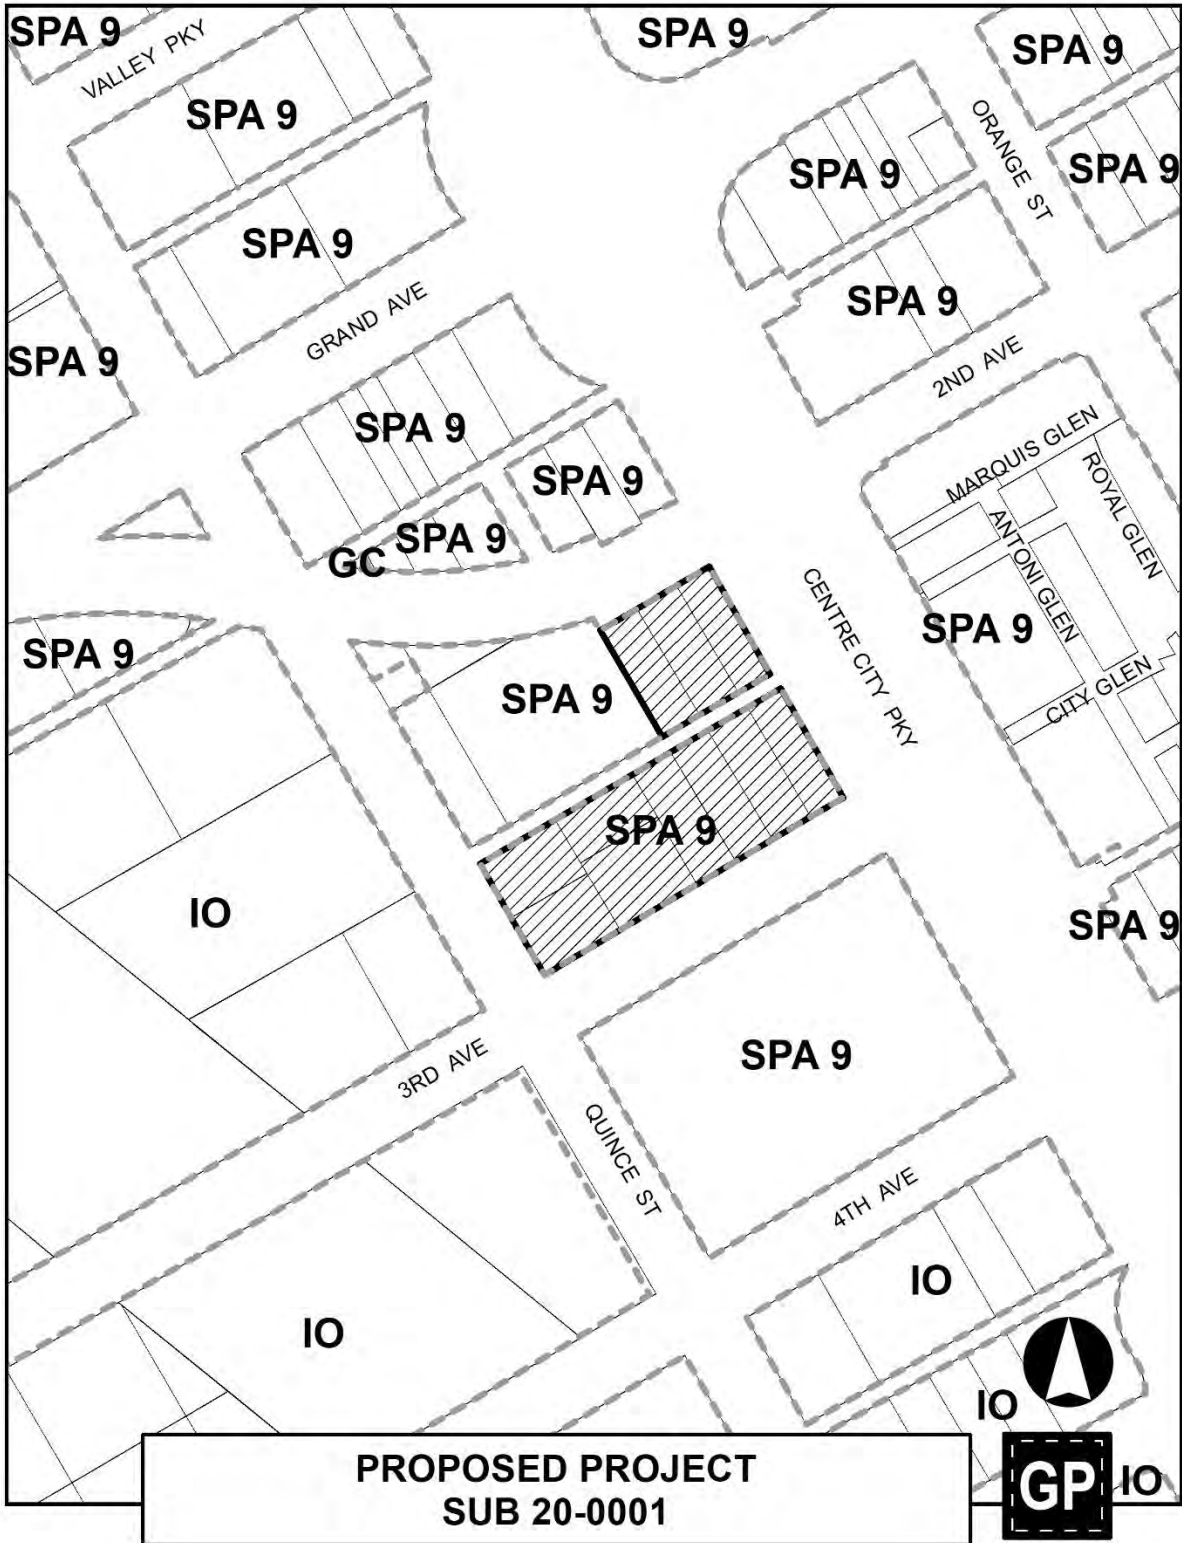 SPA 9
SPA 9
SPA 9
VALLEY PKY
SPA 9
ORANGE ST
SPA 9
SPA 9
SPA 9
SPA 9
GRAND AVE
SPA 9
2ND AVE
SPA 9
SPA 9
MARQUIS GLEN
ROYAL GLEN
SPA 9
SPA 9
GC
ANTONI GLEN
CENTRE CITY PKY
SPA 9
SPA 9
SPA 9
CITY GLEN
SPA 9
IO
SPA 9
3RD AVE
SPA 9
QUINCE ST
4TH AVE
IO
IO
IO
PROPOSED PROJECT
SUB 20-0001
GP
IO